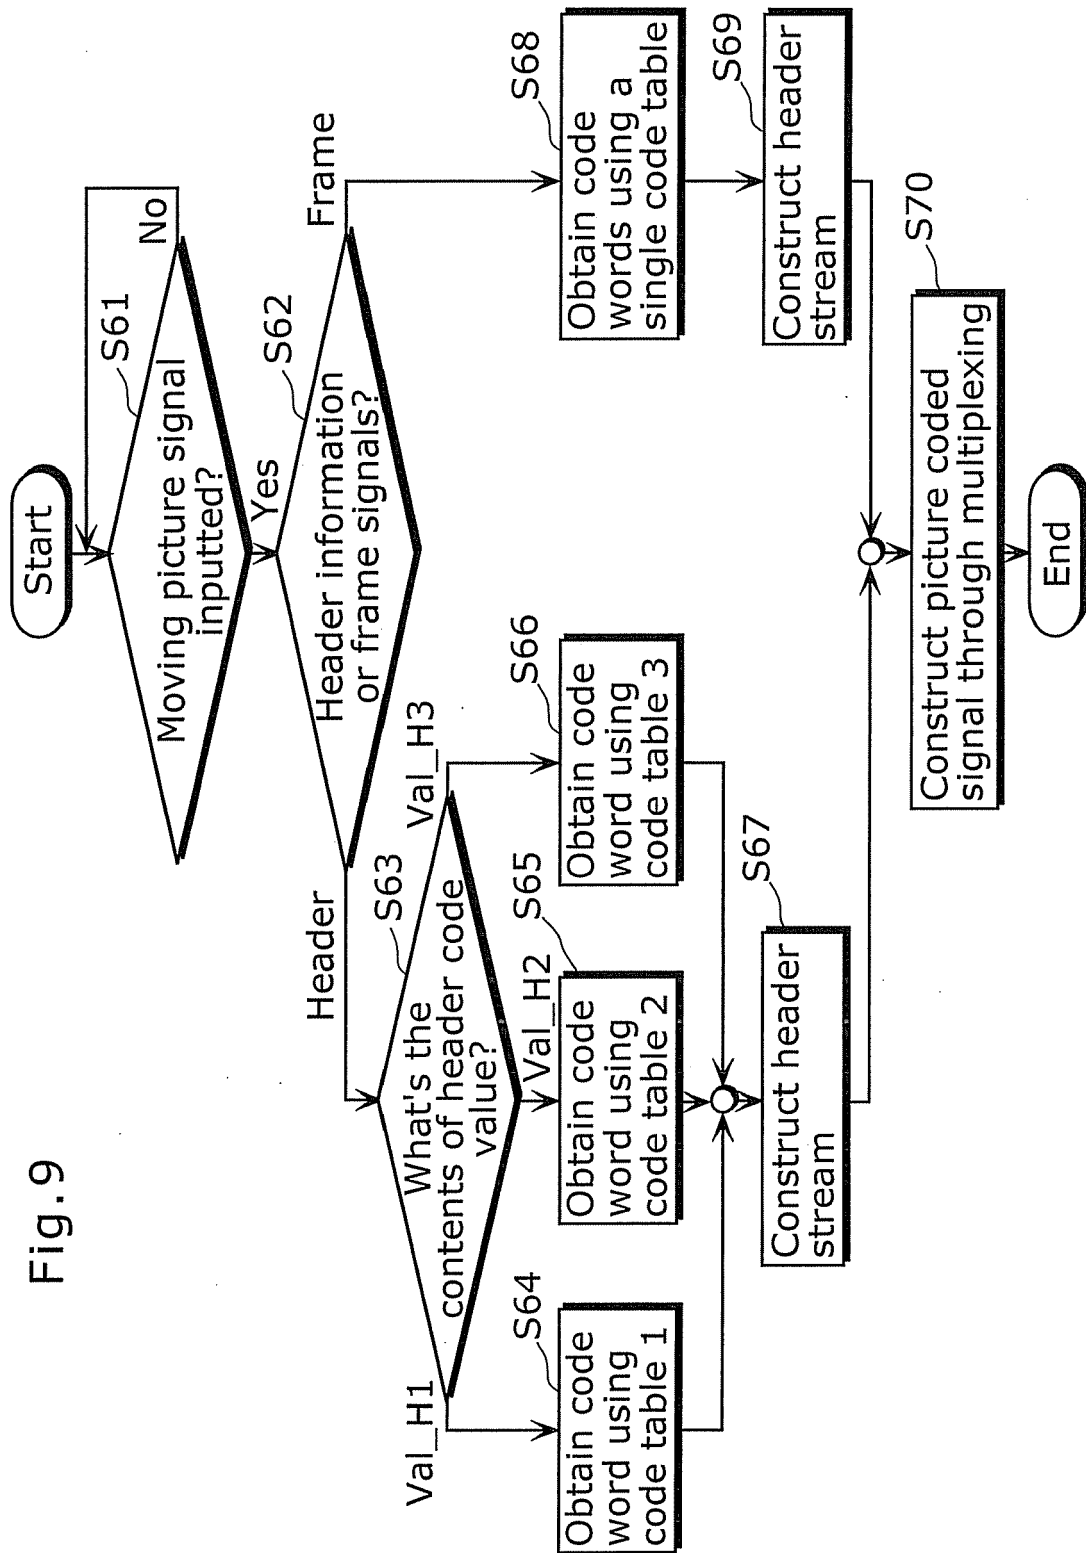 Fig.9
Start
No
S61
Moving picture signal
inputted?
Yes
S62
Header information
or frame signals?
Header
Frame
S63
What's the
contents of header code
value?
Val_H1
Val_H2
Val_H3
S64
Obtain code
word using
code table 1
S65
Obtain code
word using
code table 2
S66
Obtain code
word using
code table 3
S68
Obtain code
words using a
single code table
S67
Construct header
stream
S69
Construct header
stream
S70
Construct picture coded
signal through multiplexing
End